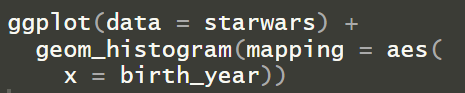 ggplot(data = starwars) +
  geom_histogram(mapping = aes(
    x = birth_year))